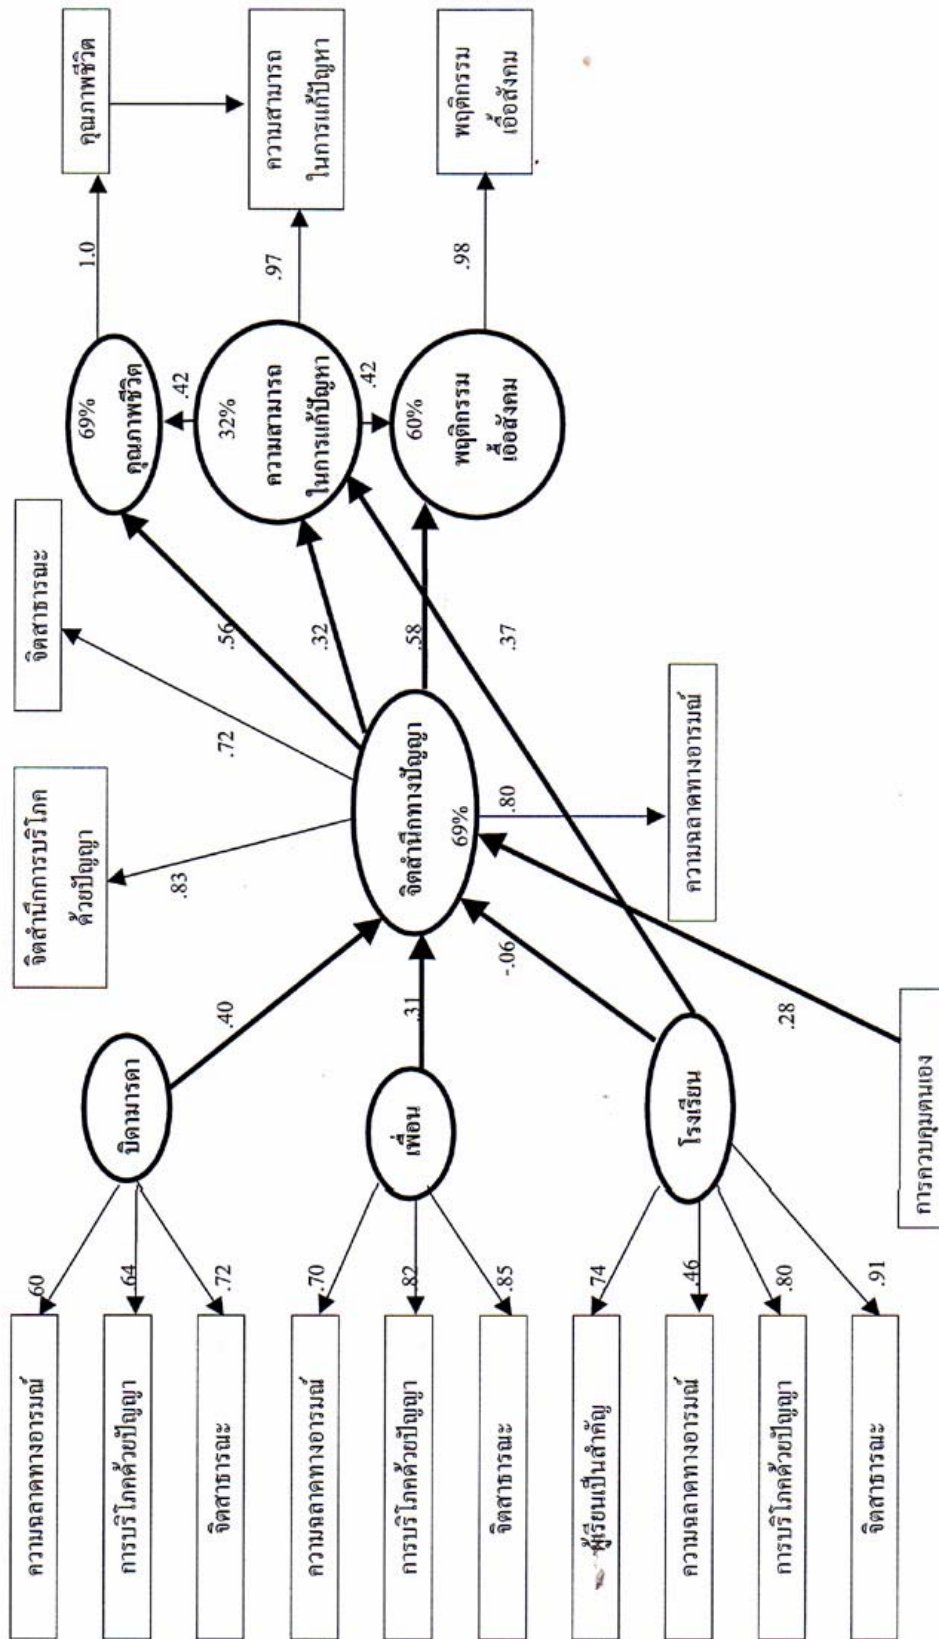 ความฉลาดทางอารมณ์
การบริโภคด้วยปัญญา
จิตสาธารณะ
.60
.64
.72
บิดามารดา
.40
ความฉลาดทางอารมณ์
การบริโภคด้วยปัญญา
จิตสาธารณะ
.70
.82
.85
เพื่อน
.31
ผู้เรียนเป็นสำคัญ
ความฉลาดทางอารมณ์
การบริโภคด้วยปัญญา
จิตสาธารณะ
.74
.46
.80
.91
โรงเรียน
-.06
.37
การควบคุมตนเอง
.28
จิตสำนึกการบริโภค
ด้วยปัญญา
.83
จิตสาธารณะ
.72
จิตสำนึกทางปัญญา
69%
.80
ความฉลาดทางอารมณ์
.56
.32
.58
69%
คุณภาพชีวิต
.42
32%
ความสามารถ
ในการแก้ปัญหา
.42
60%
พฤติกรรม
เอื้อสังคม
1.0
.97
.98
คุณภาพชีวิต
ความสามารถ
ในการแก้ปัญหา
พฤติกรรม
เอื้อสังคม